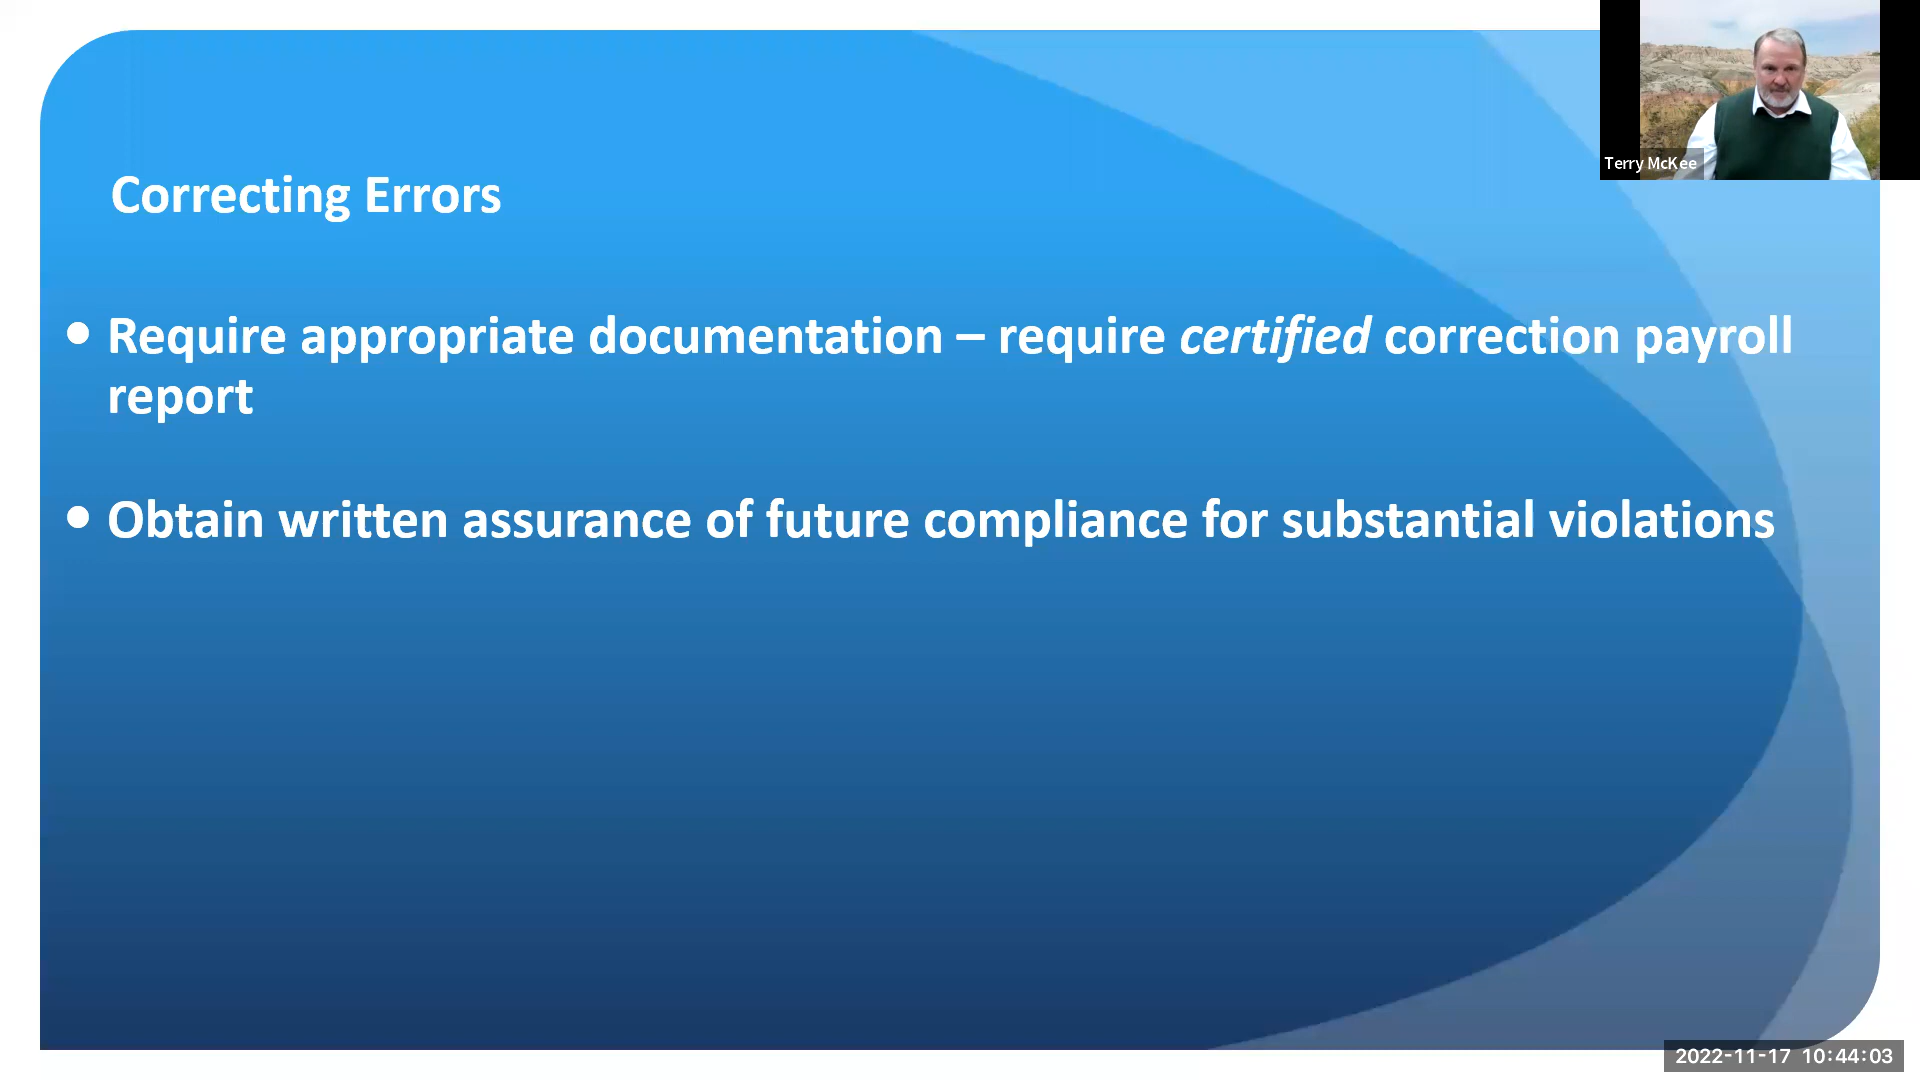 Terry McKee
Correcting Errors
• Require appropriate documentation – require certified correction payroll
report
• Obtain written assurance of future compliance for substantial violations
2022-11-17 10:44:03